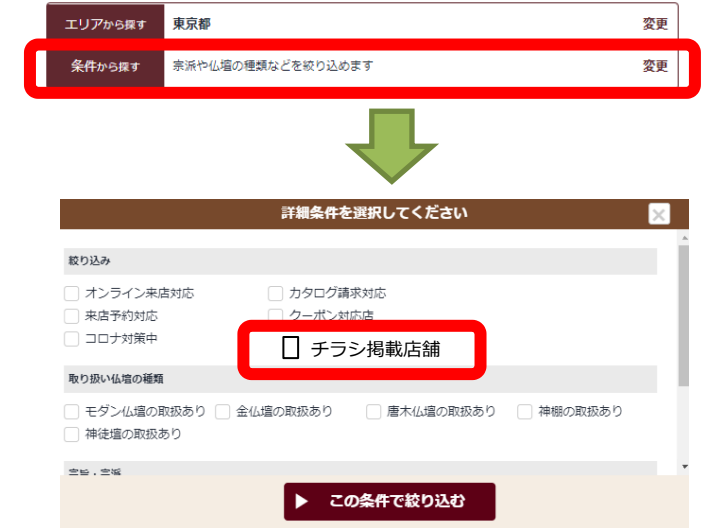 エリアから探す 東京都 変更
条件から探す 宗派や仏壇の種類などを絞り込めます 変更
詳細条件を選択してください
絞り込み
オンライン来店対応 カタログ請求対応
来店予約対応 クーポン対応店
コロナ対策中 チラシ掲載店舗
取り扱い仏壇の種類
モダン仏壇の取扱あり 金仏壇の取扱あり 唐木仏壇の取扱あり 神棚の取扱あり
神徒壇の取扱あり
宗旨・宗派
この条件で絞り込む